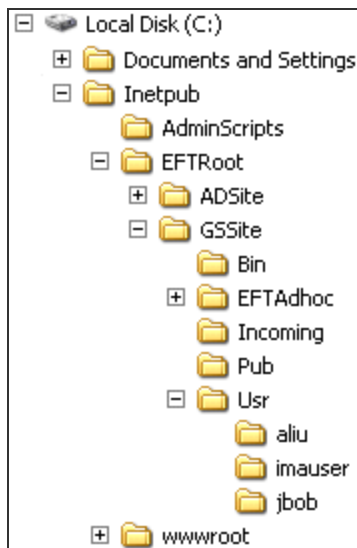 Local Disk (C:)
Documents and Settings
Inetpub
AdminScripts
EFTRoot
ADSite
GSSite
Bin
EFTAdhoc
Incoming
Pub
Usr
aliu
imauser
jbob
wwwroot